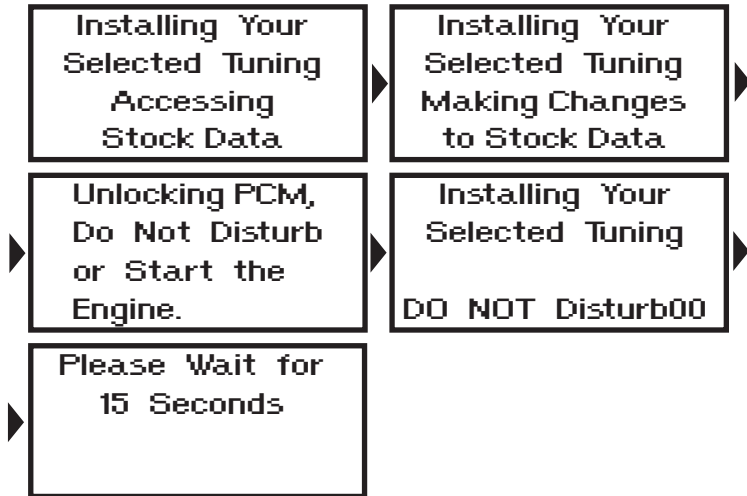 Installing Your
Selected Tuning
Accessing
Stock Data
Installing Your
Selected Tuning
Making Changes
to Stock Data
Unlocking PCM,
Do Not Disturb
or Start the
Engine.
Installing Your
Selected Tuning
DO NOT Disturb00
Please Wait for
15 Seconds